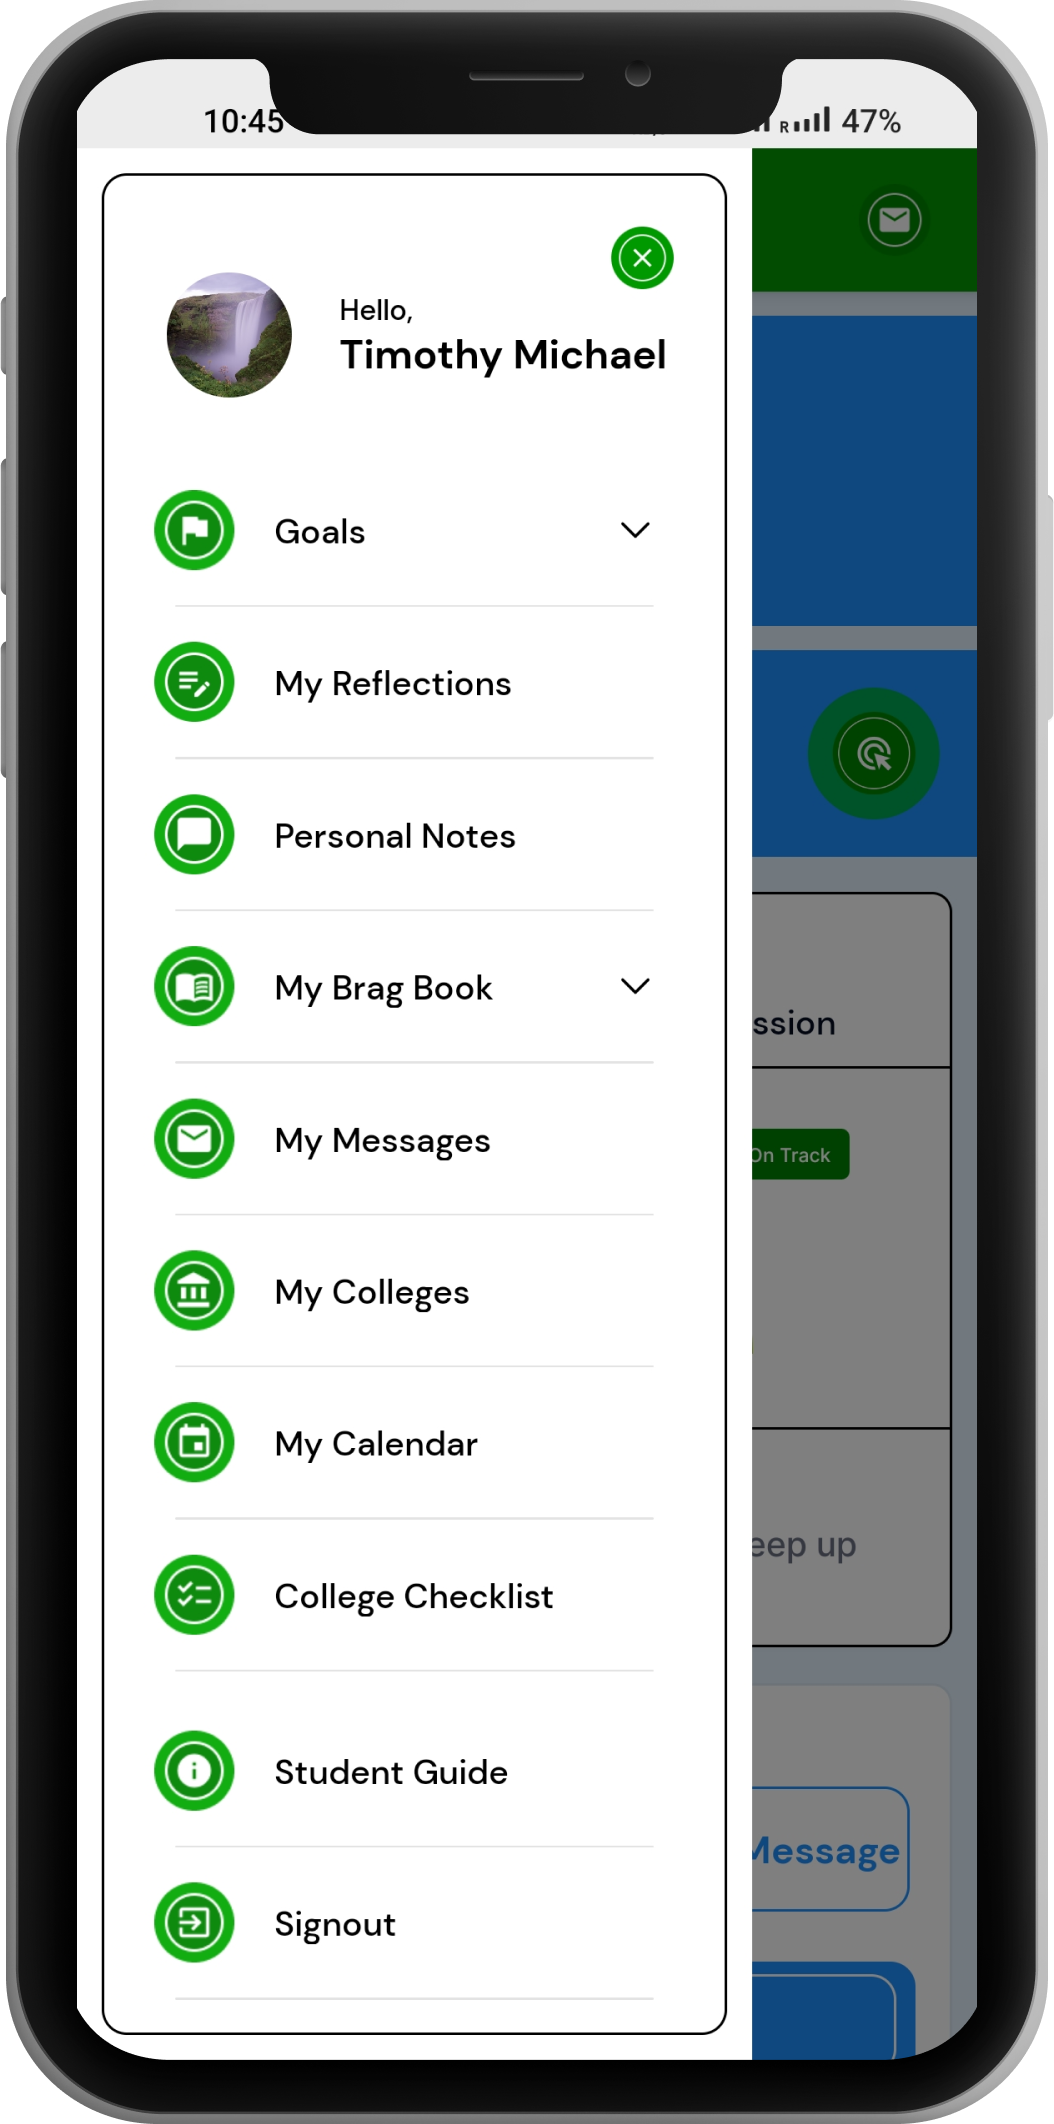 10:45
R 47%
Hello,
Timothy Michael
Goals
My Reflections
Personal Notes
My Brag Book
ssion
My Messages
On Track
My Colleges
My Calendar
eep up
College Checklist
Student Guide
Message
Signout